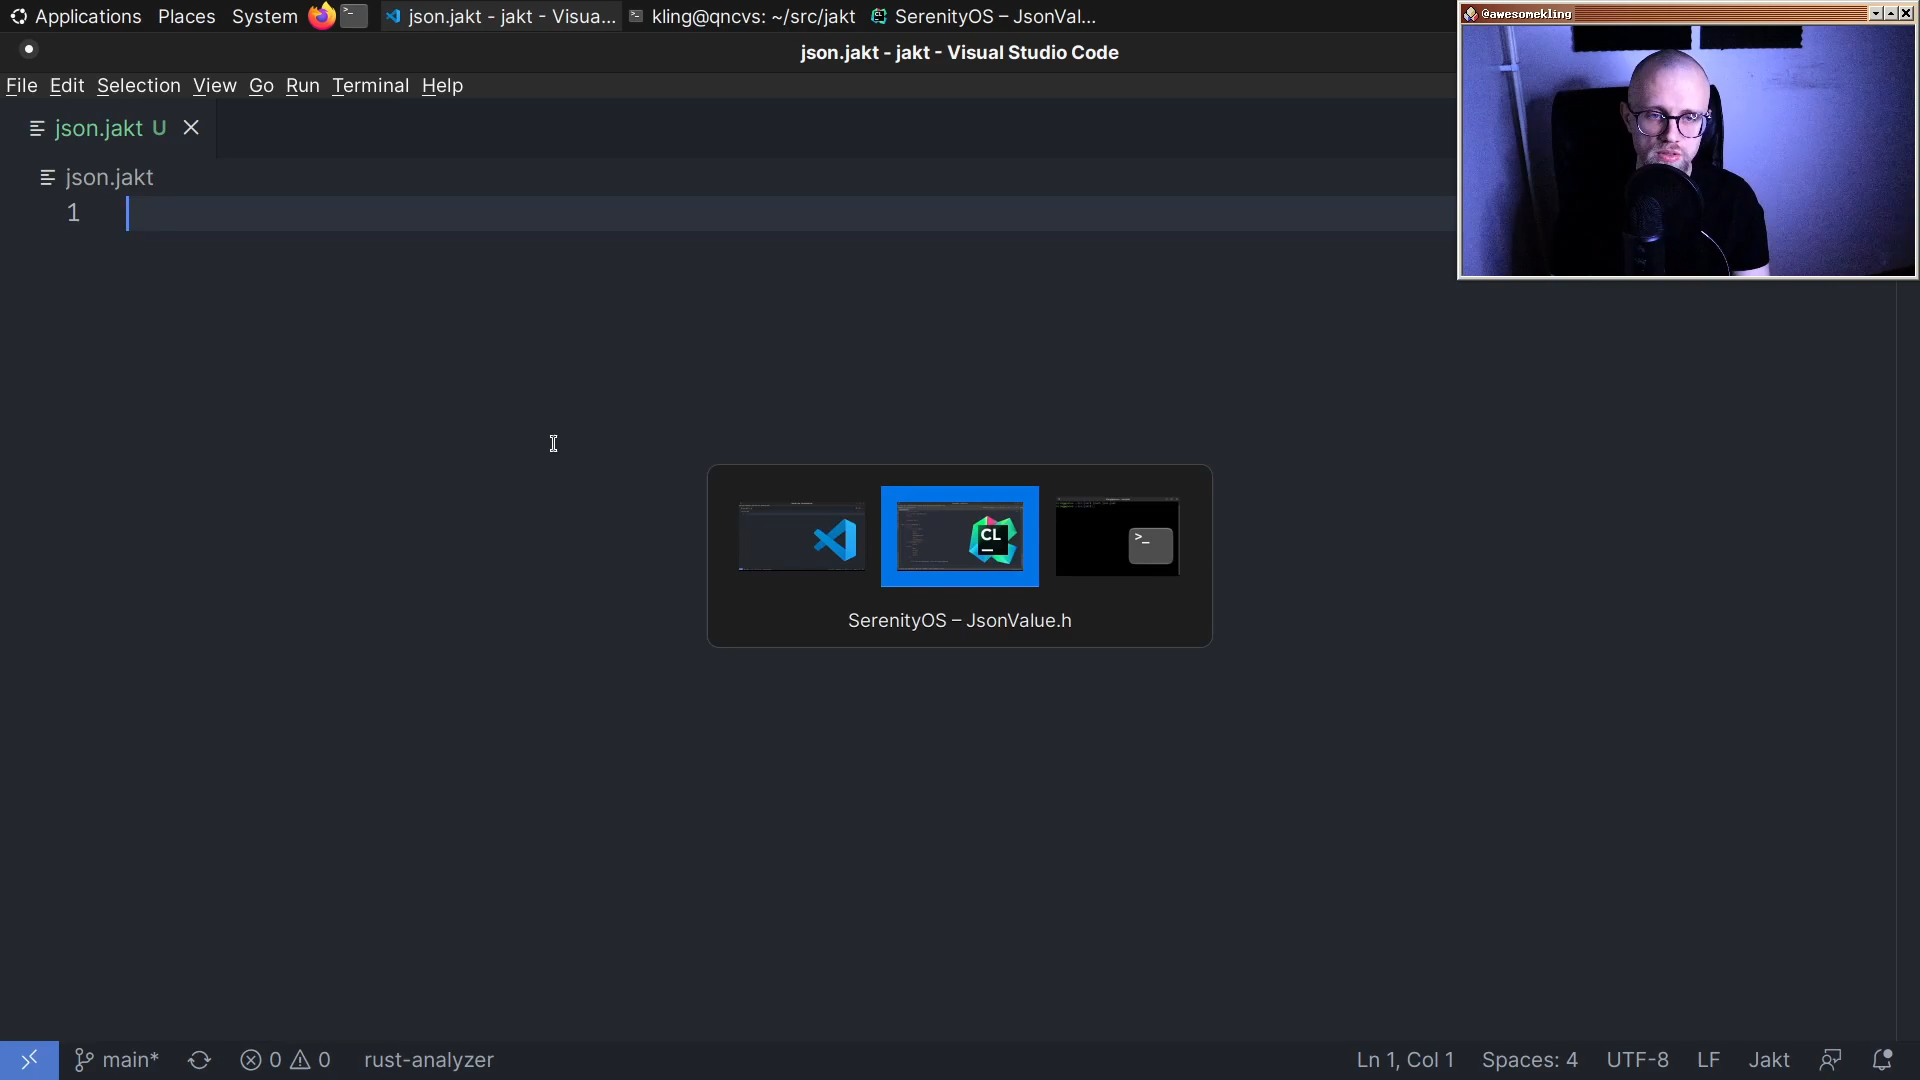 Applications Places System json.jakt - jakt - Visua... kling@qncvs: ~/src/jakt SerenityOS – JsonVal...
@awesomekling
json.jakt - jakt - Visual Studio Code
File Edit Selection View Go Run Terminal Help
json.jakt U
json.jakt
1
CL
>_
SerenityOS – JsonValue.h
main* 0 0 rust-analyzer Ln 1, Col 1 Spaces: 4 UTF-8 LF Jakt